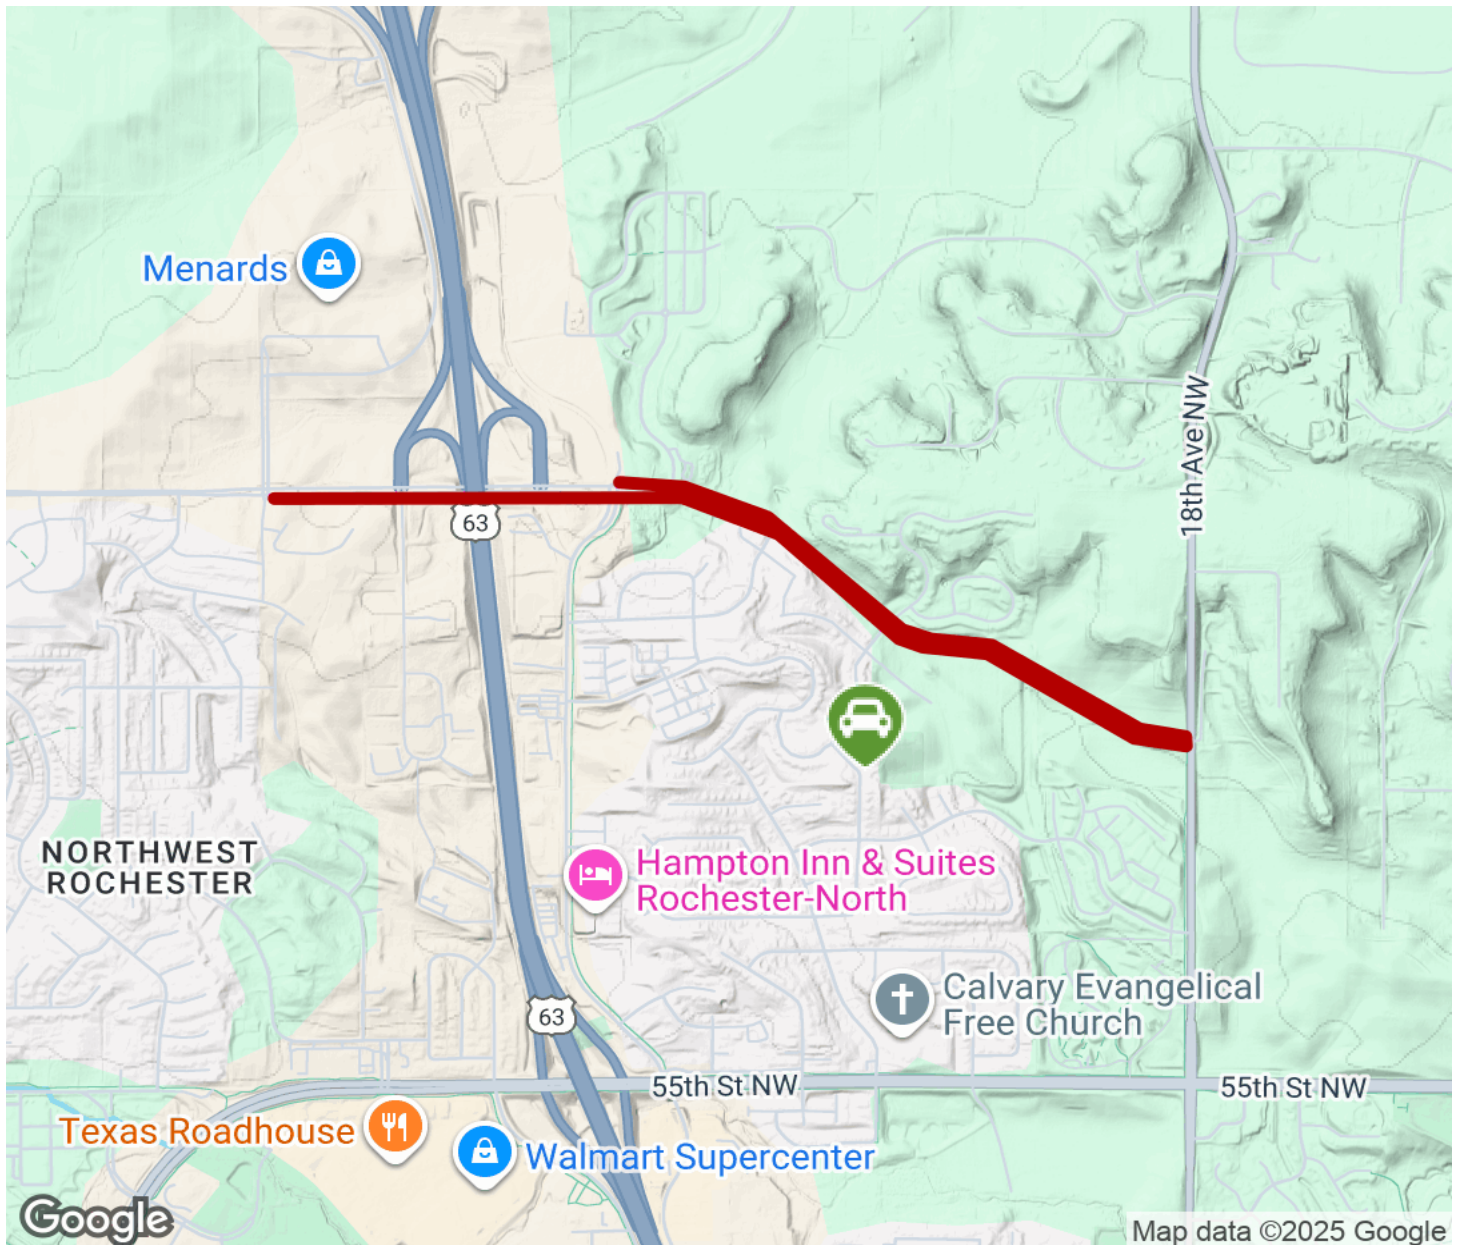 Menards
18th Ave NW
63
NORTHWEST
ROCHESTER
Hampton Inn & Suites
Rochester-North
Calvary Evangelical
Free Church
63
55th St NW
55th St NW
Texas Roadhouse
Walmart Supercenter
Google
Map data ©2025 Google